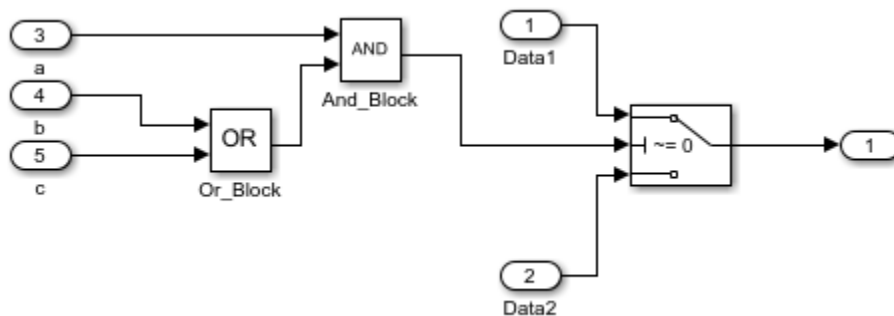 3
a
4
b
5
c
OR
Or_Block
AND
And_Block
1
Data1
~= 0
2
Data2
1